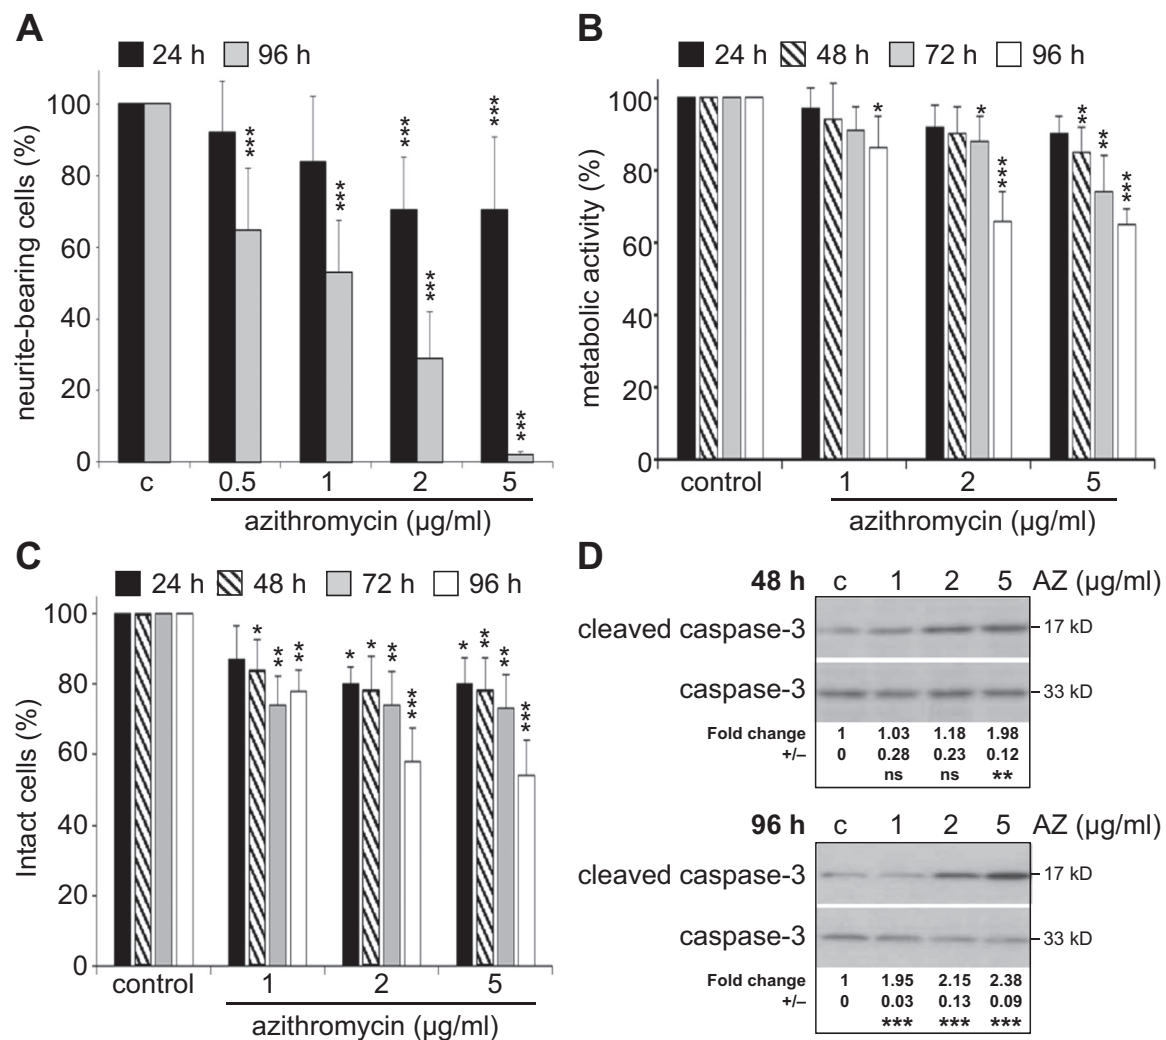 A
24 h 96 h
neurite-bearing cells (%)
100
80
60
40
20
0
*** *** *** *** *** ***
c 0.5 1 2 5
azithromycin (µg/ml)
B
24 h 48 h 72 h 96 h
metabolic activity (%)
100
80
60
40
20
0
* * *** ** ** ***
control 1 2 5
azithromycin (µg/ml)
C
24 h 48 h 72 h 96 h
Intact cells (%)
100
80
60
40
20
0
* ** ** * * ** *** * ** ** ***
control 1 2 5
azithromycin (µg/ml)
D
48 h c 1 2 5 AZ (µg/ml)
cleaved caspase-3 17 kD
caspase-3 33 kD
Fold change 1 1.03 1.18 1.98
+/– 0 0.28 0.23 0.12
ns ns **
96 h c 1 2 5 AZ (µg/ml)
cleaved caspase-3 17 kD
caspase-3 33 kD
Fold change 1 1.95 2.15 2.38
+/– 0 0.03 0.13 0.09
*** *** ***